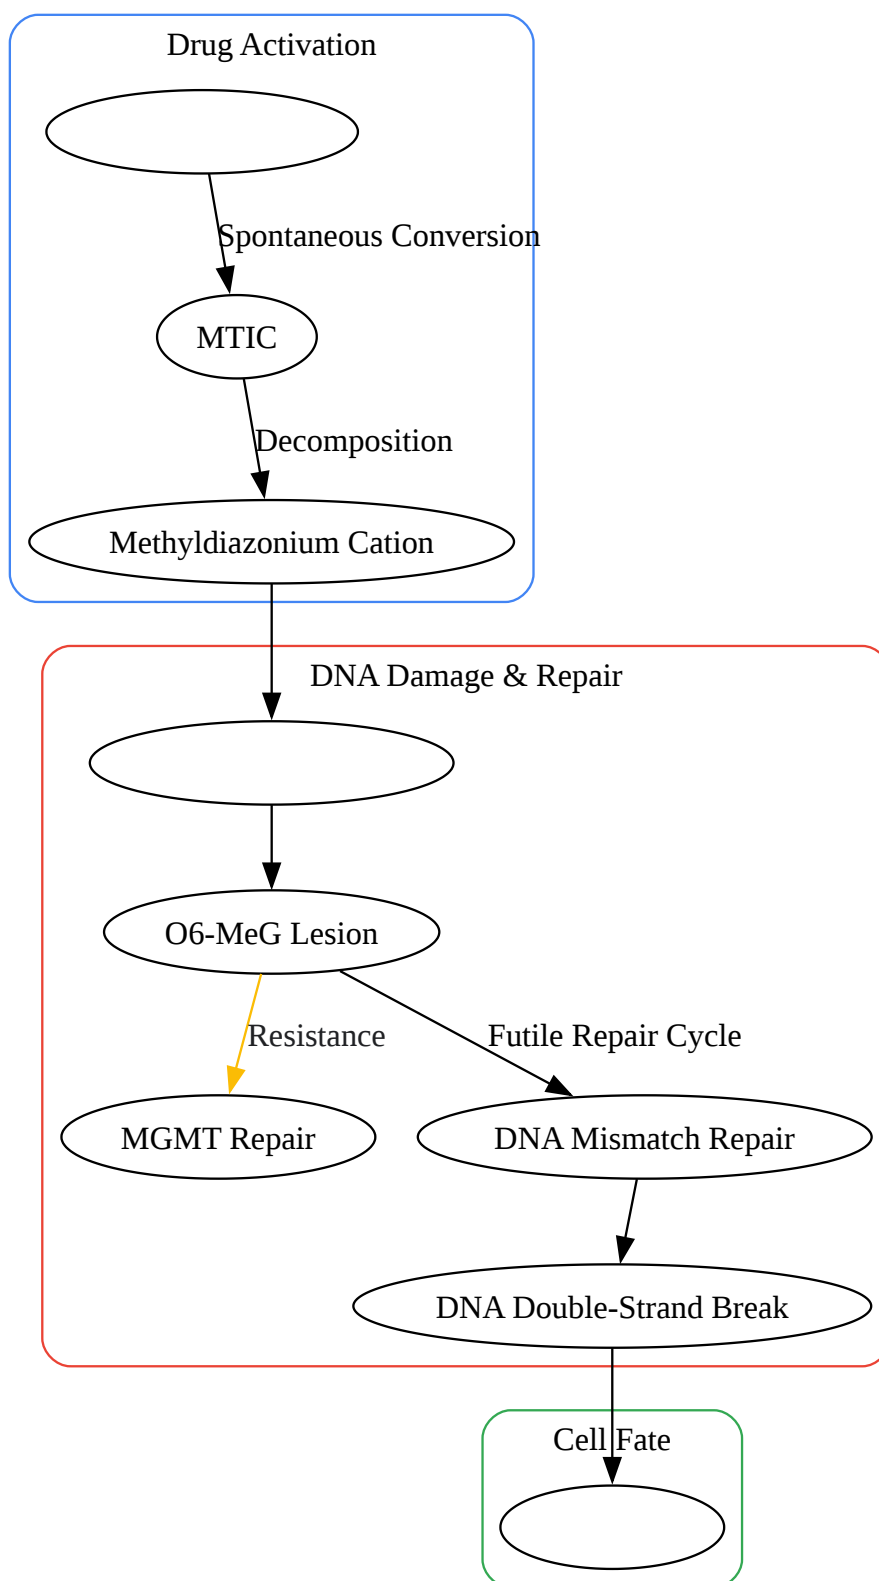 Drug Activation
Spontaneous Conversion
MTIC
Decomposition
Methyldiazonium Cation
DNA Damage & Repair
O6-MeG Lesion
Resistance
Futile Repair Cycle
MGMT Repair
DNA Mismatch Repair
DNA Double-Strand Break
Cell Fate